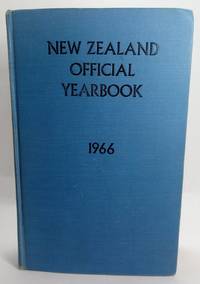 NEW ZEALAND
OFFICIAL
YEARBOOK
1966